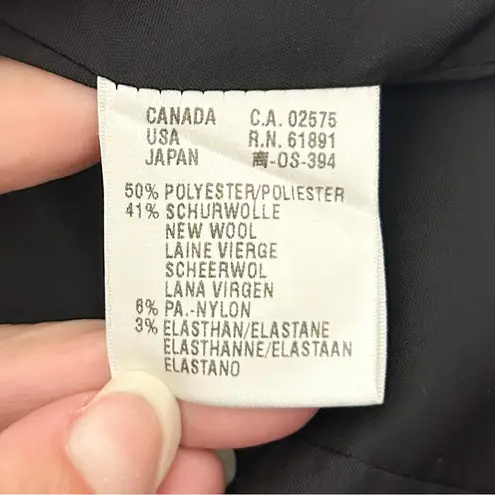 CANADA C.A. 02575
USA R.N. 61891
JAPAN 商-OS-394
50% POLYESTER/POLIESTER
41% SCHURWOLLE
NEW WOOL
LAINE VIERGE
SCHEERWOL
LANA VIRGEN
6% PA.-NYLON
3% ELASTHAN/ELASTANE
ELASTHANNE/ELASTAAN
ELASTANO